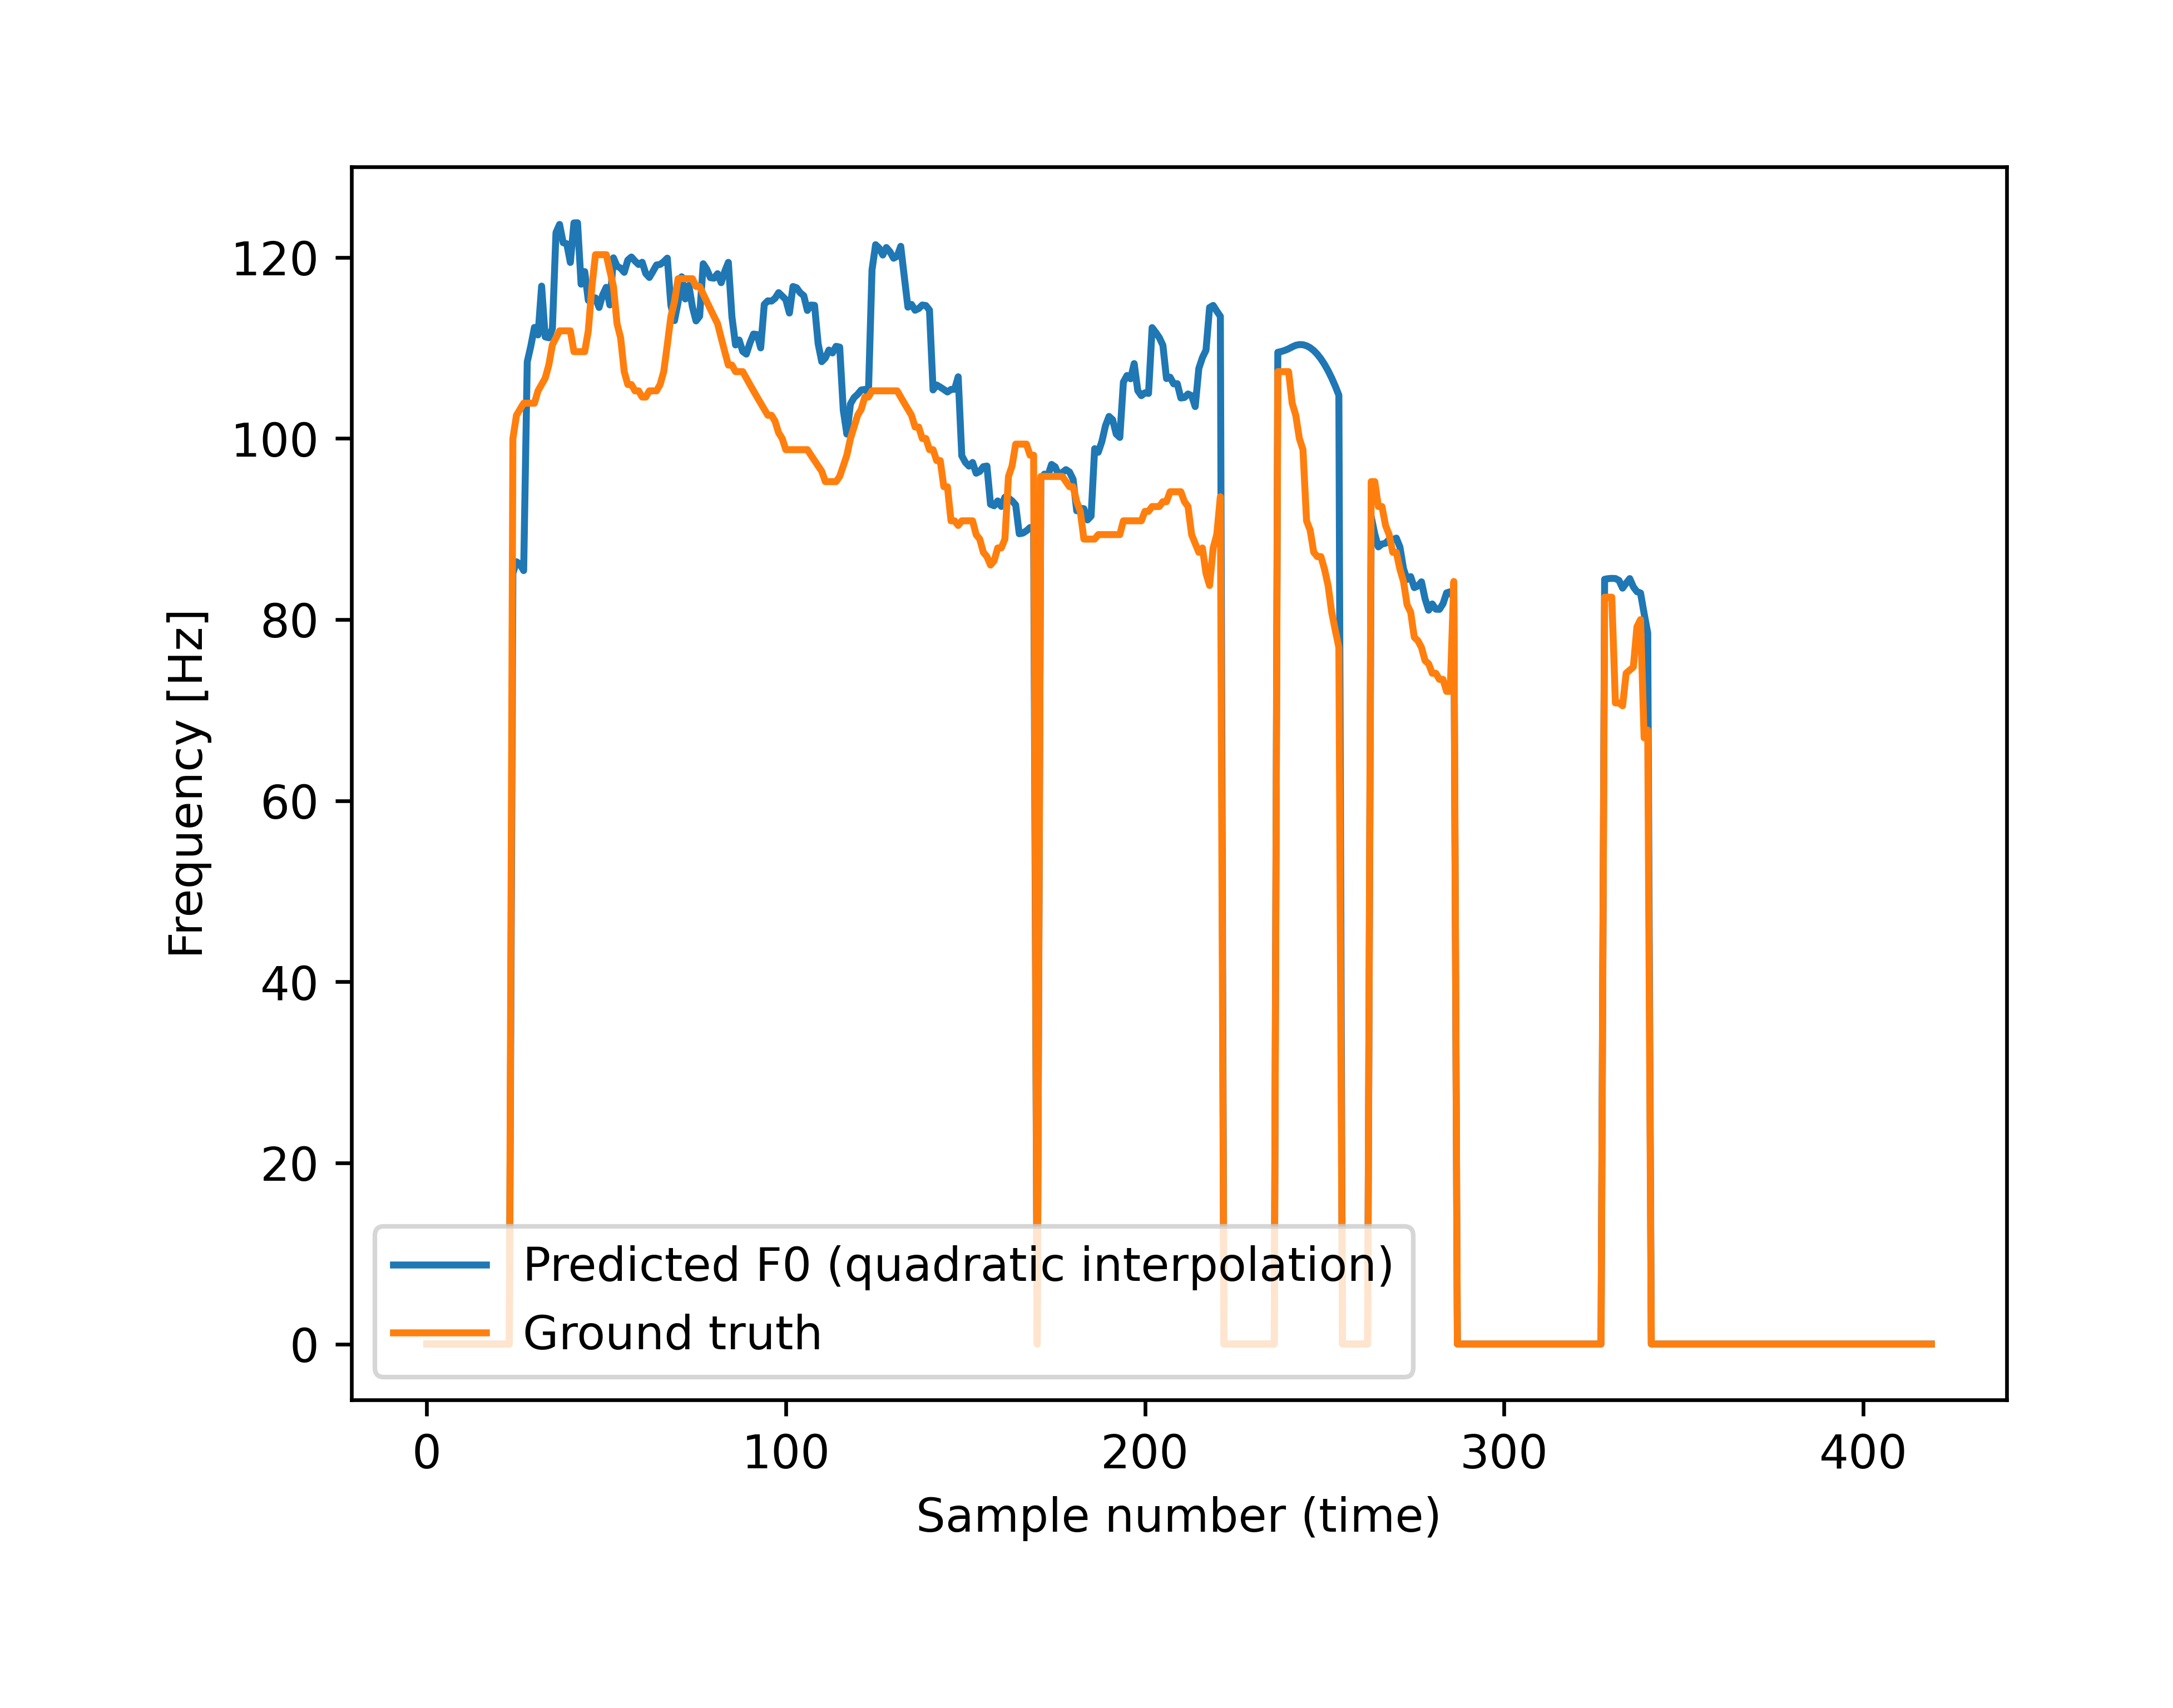 120
100
80
60
40
20
0
Frequency [Hz]
Predicted F0 (quadratic interpolation)
Ground truth
0 100 200 300 400
Sample number (time)